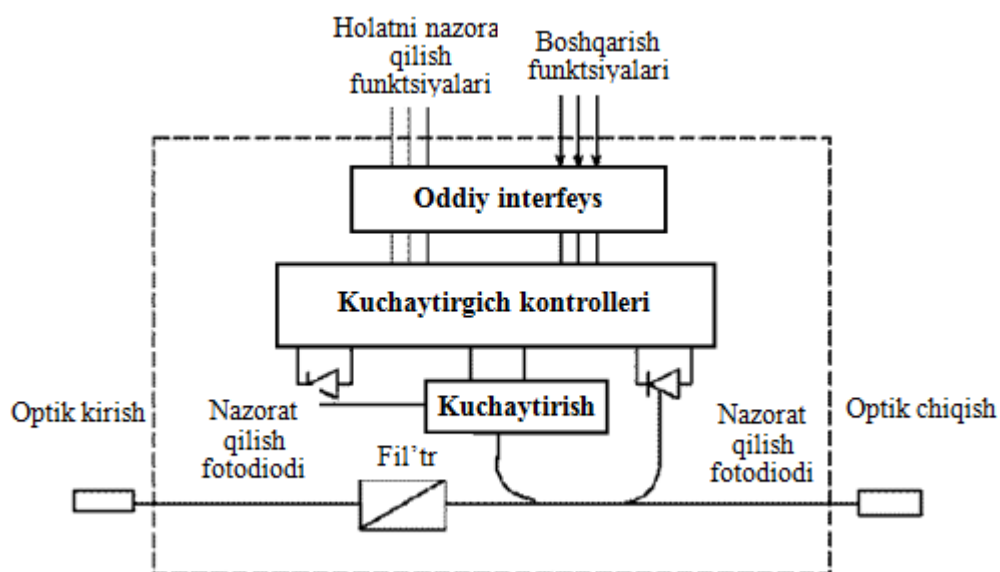 Holatni nazora
qilish
funktsiyalari
Boshqarish
funktsiyalari
Oddiy interfeys
Kuchaytirgich kontrolleri
Kuchaytirish
Optik kirish
Nazorat
qilish
fotodiodi
Fil’tr
Nazorat
qilish
fotodiodi
Optik chiqish